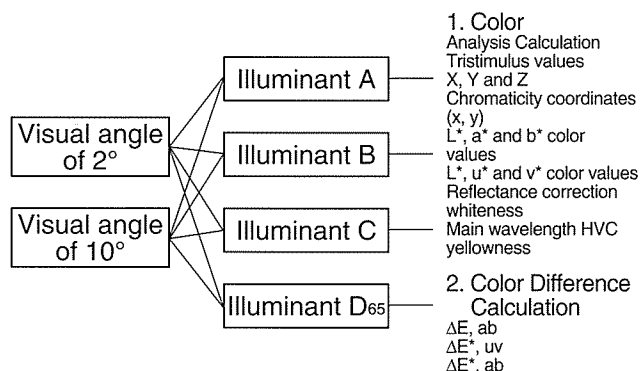 Visual angle
of 2°
Visual angle
of 10°
Illuminant A
Illuminant B
Illuminant C
Illuminant D65
1. Color
Analysis Calculation
Tristimulus values
X, Y and Z
Chromaticity coordinates
(x, y)
L*, a* and b* color
values
L*, u* and v* color values
Reflectance correction
whiteness
Main wavelength HVC
yellowness
2. Color Difference
Calculation
ΔE, ab
ΔE*, uv
ΔE*, ab